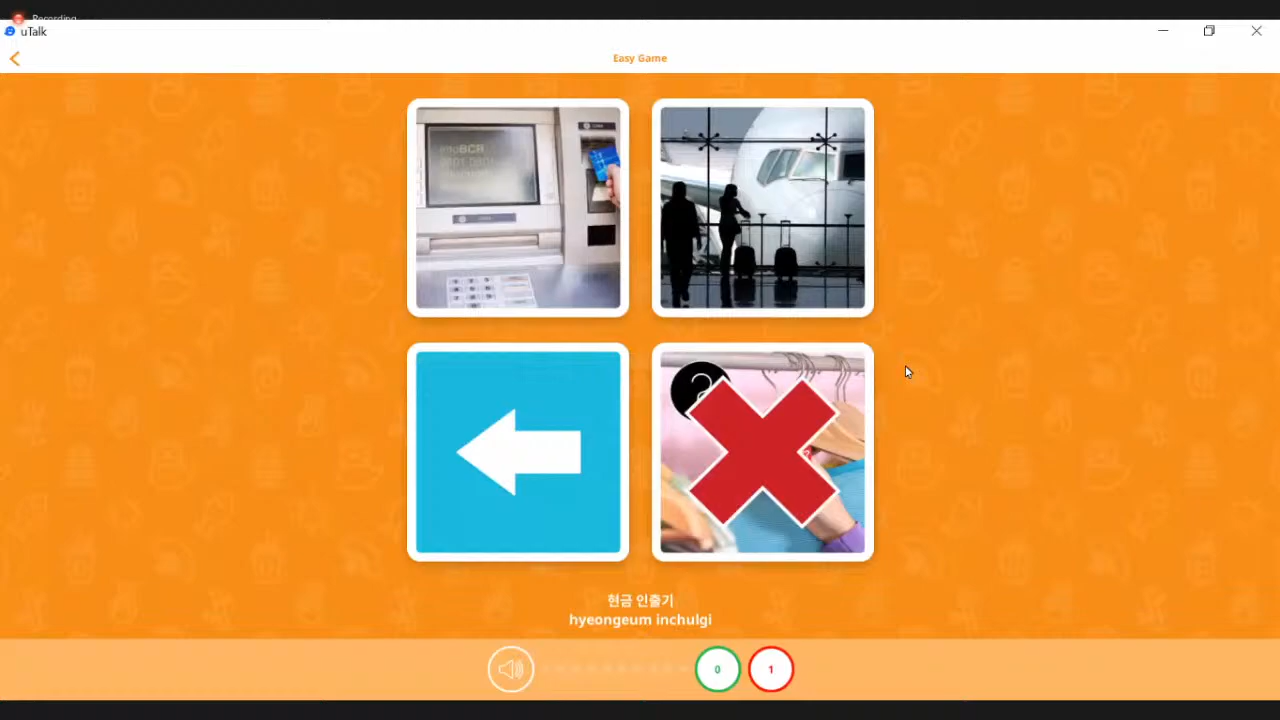 Recording
uTalk
Easy Game
?
현금 인출기
hyeongeum inchulgi
0
1